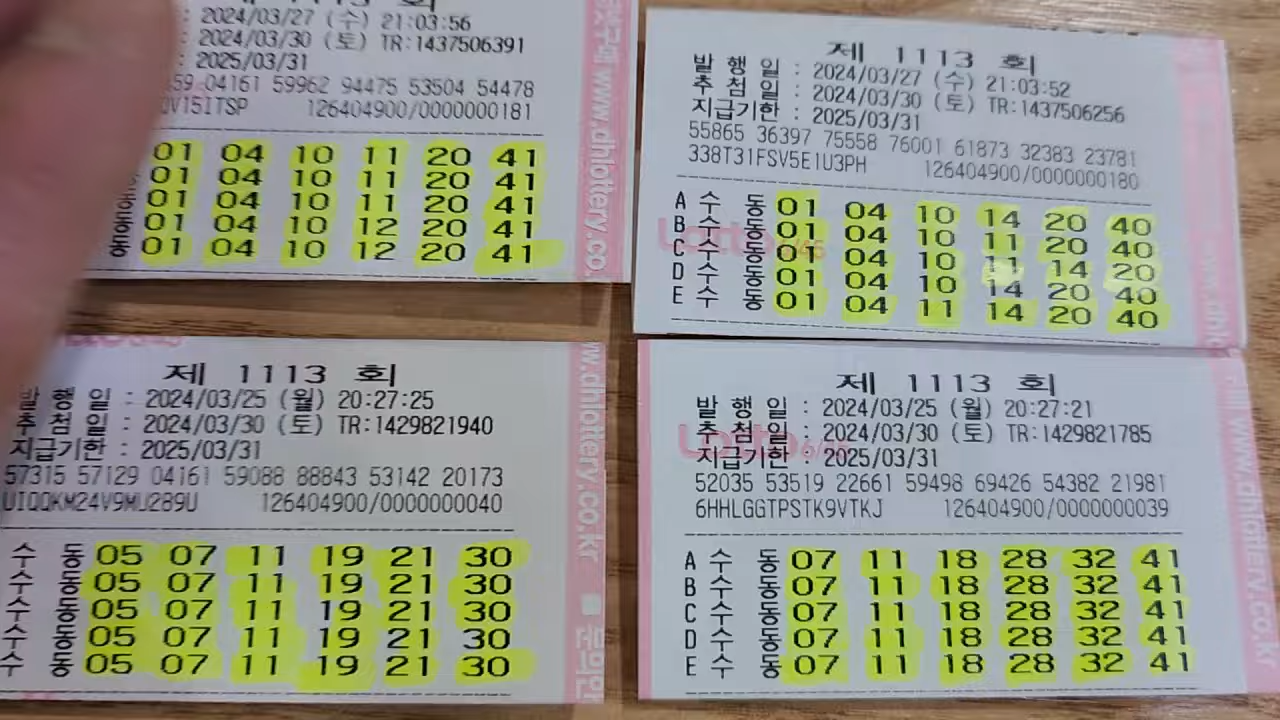 : 2024/03/27 (수) 21:03:56
: 2024/03/30 (토) TR:1437506391
: 2025/03/31
59 04161 59962 94475 53504 54478
0V15ITSP 126404900/0000000181
01 04 10 11 20 41
01 04 10 11 20 41
동 01 04 10 11 20 41
동 01 04 10 12 20 41
동 01 04 10 12 20 41
www.dhlottery.co.
제 1113 회
발 행 일 : 2024/03/27 (수) 21:03:52
추 첨 일 : 2024/03/30 (토) TR:1437506256
지급기한 : 2025/03/31
55865 36397 75558 76001 61873 32383 23781
338T31FSV5E1U3PH 126404900/0000000180
A 수 동 01 04 10 14 20 40
B 수 동 01 04 10 11 20 40
C 수 동 01 04 10 11 14 20
D 수 동 01 04 10 14 20 40
E 수 동 01 04 11 14 20 40
제 1113 회
발 행 일 : 2024/03/25 (월) 20:27:25
추 첨 일 : 2024/03/30 (토) TR:1429821940
지급기한 : 2025/03/31
57315 57129 04161 59088 88843 53142 20173
UIQQKM24V9MU289U 126404900/0000000040
수 동 05 07 11 19 21 30
수 동 05 07 11 19 21 30
수 동 05 07 11 19 21 30
수 동 05 07 11 19 21 30
수 동 05 07 11 19 21 30
www.dhlottery.co.kr ■ 문의안
제 1113 회
발 행 일 : 2024/03/25 (월) 20:27:21
추 첨 일 : 2024/03/30 (토) TR:1429821785
지급기한 : 2025/03/31
52035 53519 22661 59498 69426 54382 21981
6HHLGGTPSTK9VTKJ 126404900/0000000039
A 수 동 07 11 18 28 32 41
B 수 동 07 11 18 28 32 41
C 수 동 07 11 18 28 32 41
D 수 동 07 11 18 28 32 41
E 수 동 07 11 18 28 32 41
www.dhlottery.co.kr